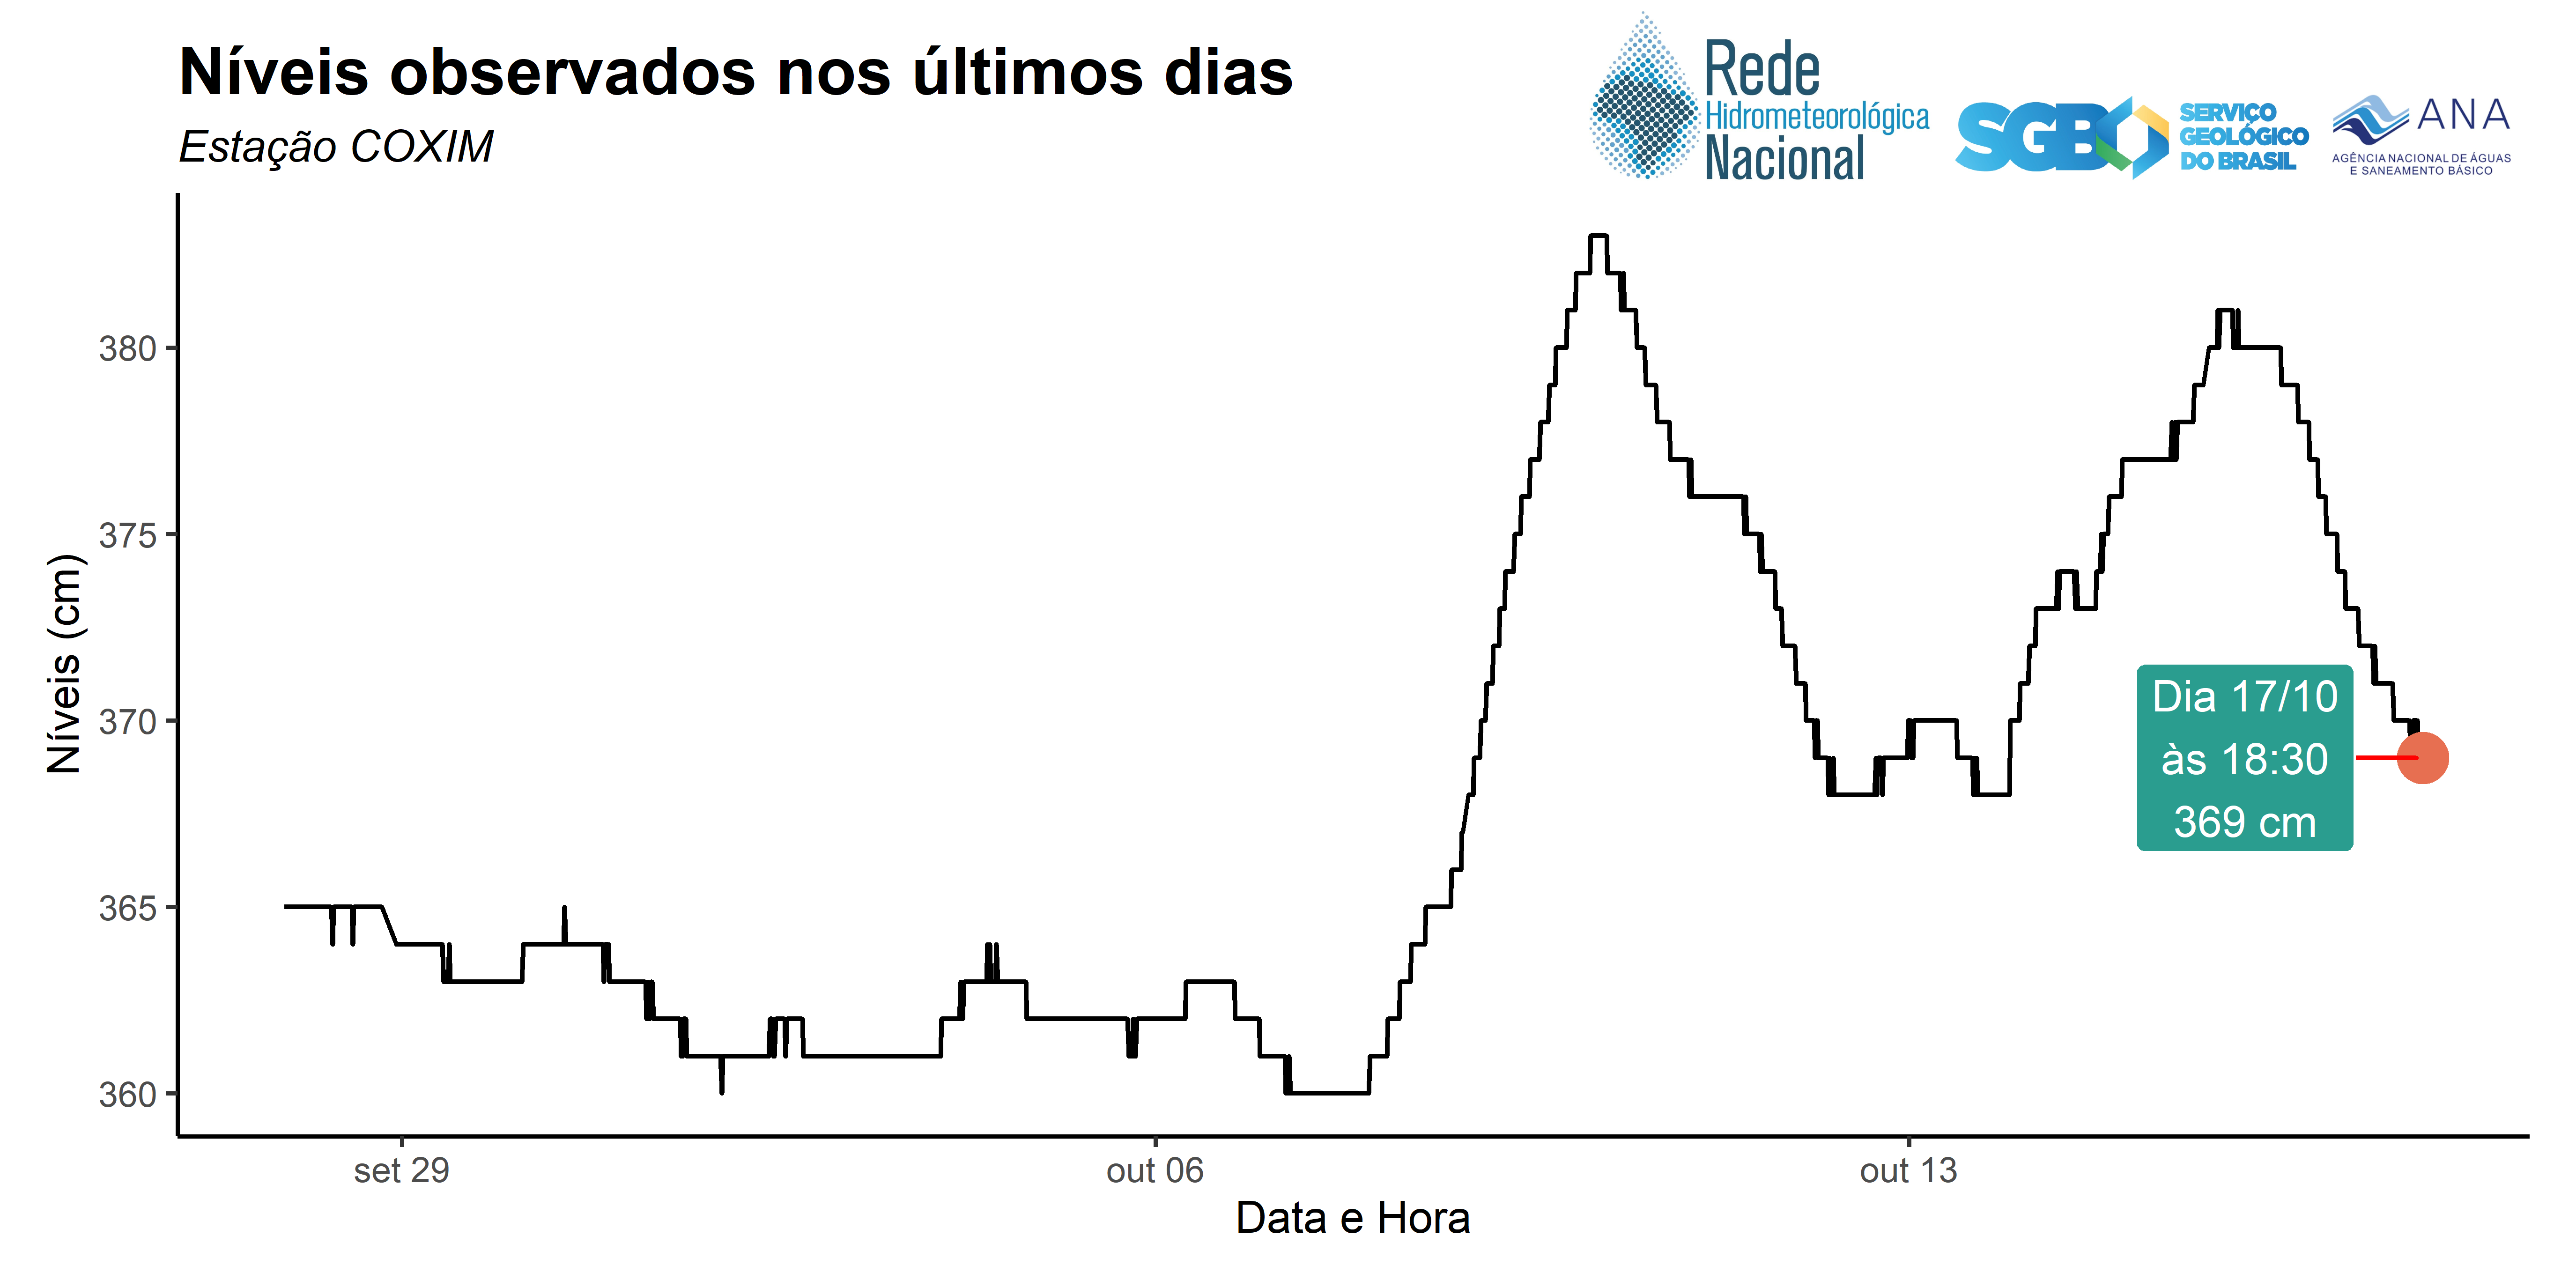 Níveis observados nos últimos dias
Estação COXIM
Rede
Hidrometeorológica
Nacional
SGB
SERVIÇO
GEOLÓGICO
DO BRASIL
ANA
AGÊNCIA NACIONAL DE ÁGUAS
E SANEAMENTO BÁSICO
Níveis (cm)
380
375
370
365
360
Dia 17/10
às 18:30
369 cm
set 29
out 06
out 13
Data e Hora